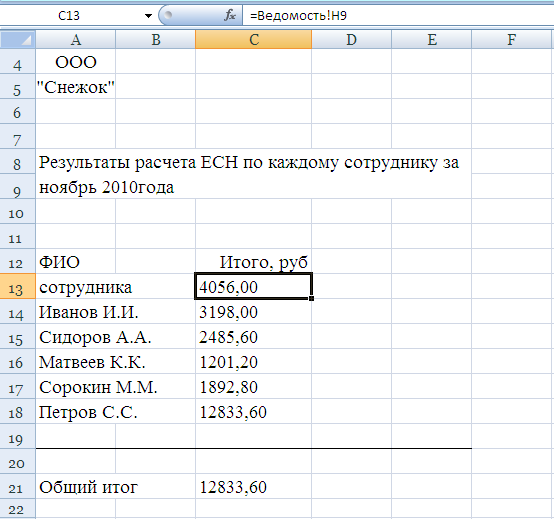 C13 fx =Ведомость!H9
A B C D E F
4 ООО
5 "Снежок"
6
7
8 Результаты расчета ЕСН по каждому сотруднику за
9 ноябрь 2010года
10
11
12 ФИО Итого, руб
13 сотрудника 4056,00
14 Иванов И.И. 3198,00
15 Сидоров А.А. 2485,60
16 Матвеев К.К. 1201,20
17 Сорокин М.М. 1892,80
18 Петров С.С. 12833,60
19
20
21 Общий итог 12833,60
22